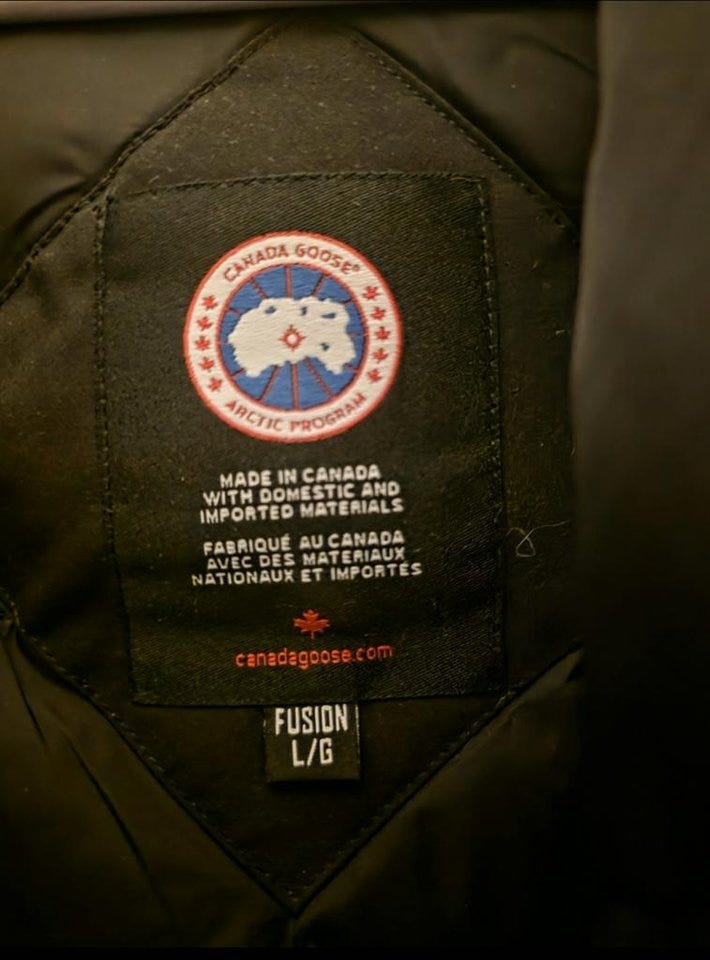 CANADA GOOSE®
ARCTIC PROGRAM
MADE IN CANADA
WITH DOMESTIC AND
IMPORTED MATERIALS
FABRIQUÉ AU CANADA
AVEC DES MATERIAUX
NATIONAUX ET IMPORTÉS
canadagoose.com
FUSION
L/G